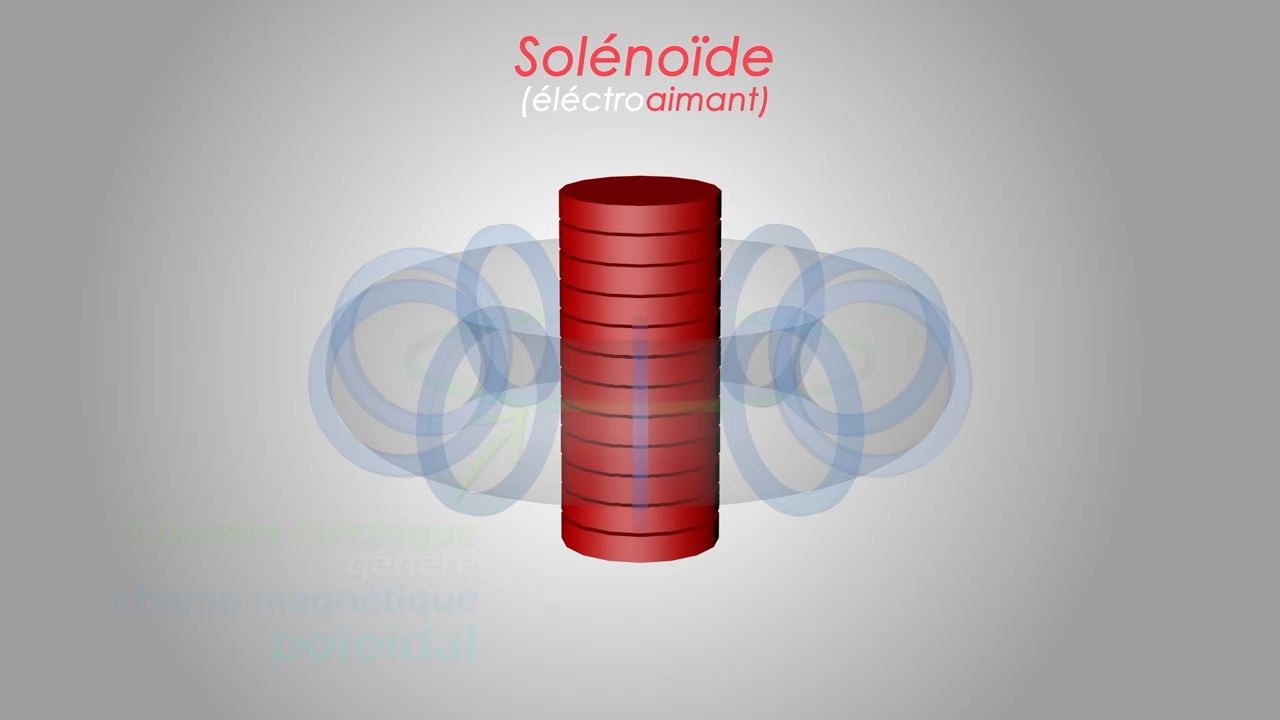 Solénoïde
(éléctroaimant)
Courant électrique
génère
champ magnétique
poloïdal